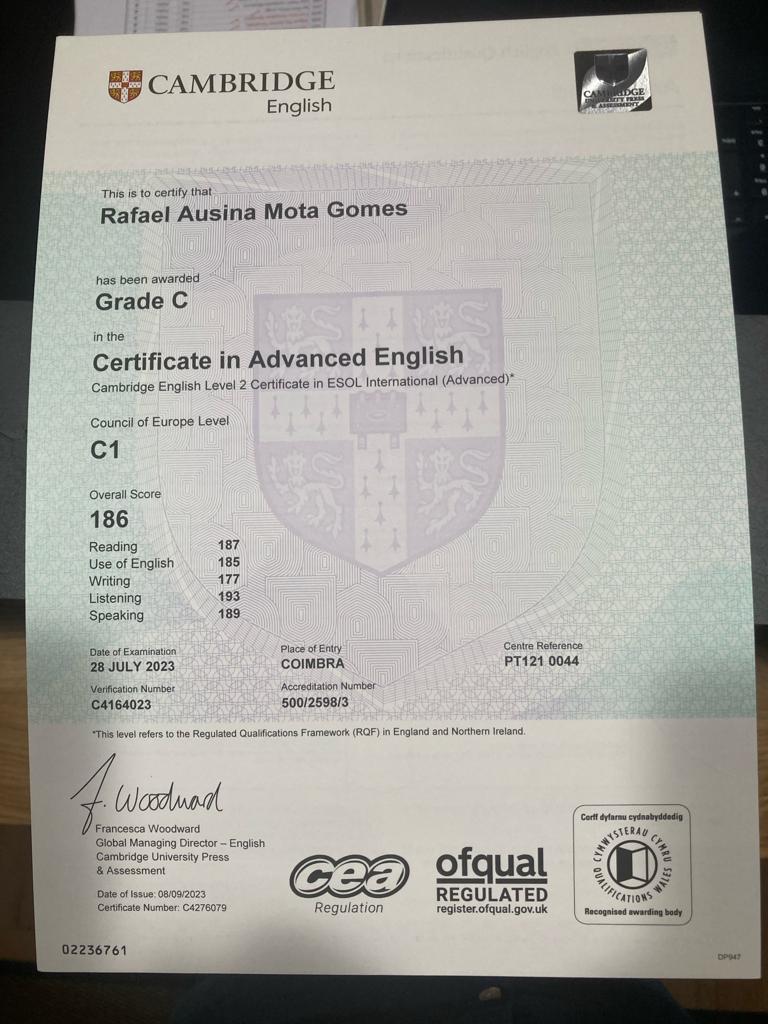 CAMBRIDGE
English
CAMBRIDGE
UNIVERSITY PRESS
& ASSESSMENT
This is to certify that
Rafael Ausina Mota Gomes
has been awarded
Grade C
in the
Certificate in Advanced English
Cambridge English Level 2 Certificate in ESOL International (Advanced)*
Council of Europe Level
C1
Overall Score
186
Reading 187
Use of English 185
Writing 177
Listening 193
Speaking 189
Date of Examination Place of Entry Centre Reference
28 JULY 2023 COIMBRA PT121 0044
Verification Number Accreditation Number
C4164023 500/2598/3
*This level refers to the Regulated Qualifications Framework (RQF) in England and Northern Ireland.
F. Woodward
Francesca Woodward
Global Managing Director – English
Cambridge University Press
& Assessment
Date of Issue: 08/09/2023
Certificate Number: C4276079
cea
Regulation
ofqual
REGULATED
register.ofqual.gov.uk
Corff dyfarnu cydnabyddedig
CYMWYSTERAU CYMRU
QUALIFICATIONS WALES
Recognised awarding body
02236761
DP947